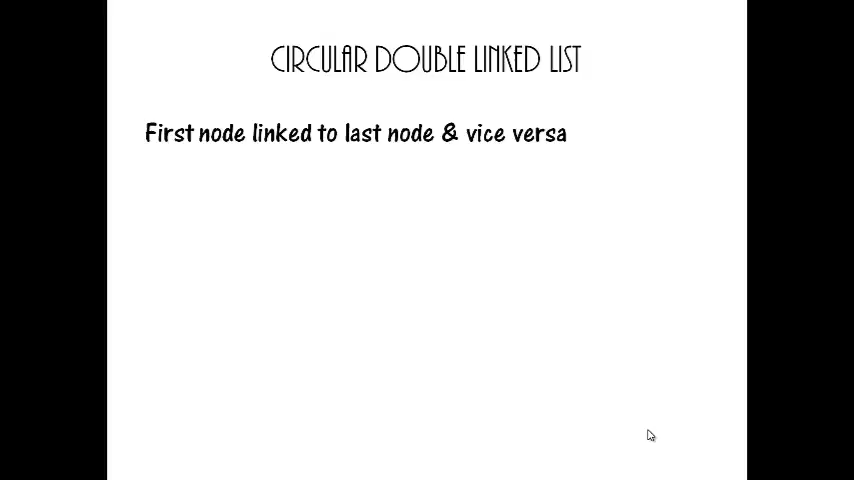 CIRCULAR DOUBLE LINKED LIST
First node linked to last node & vice versa